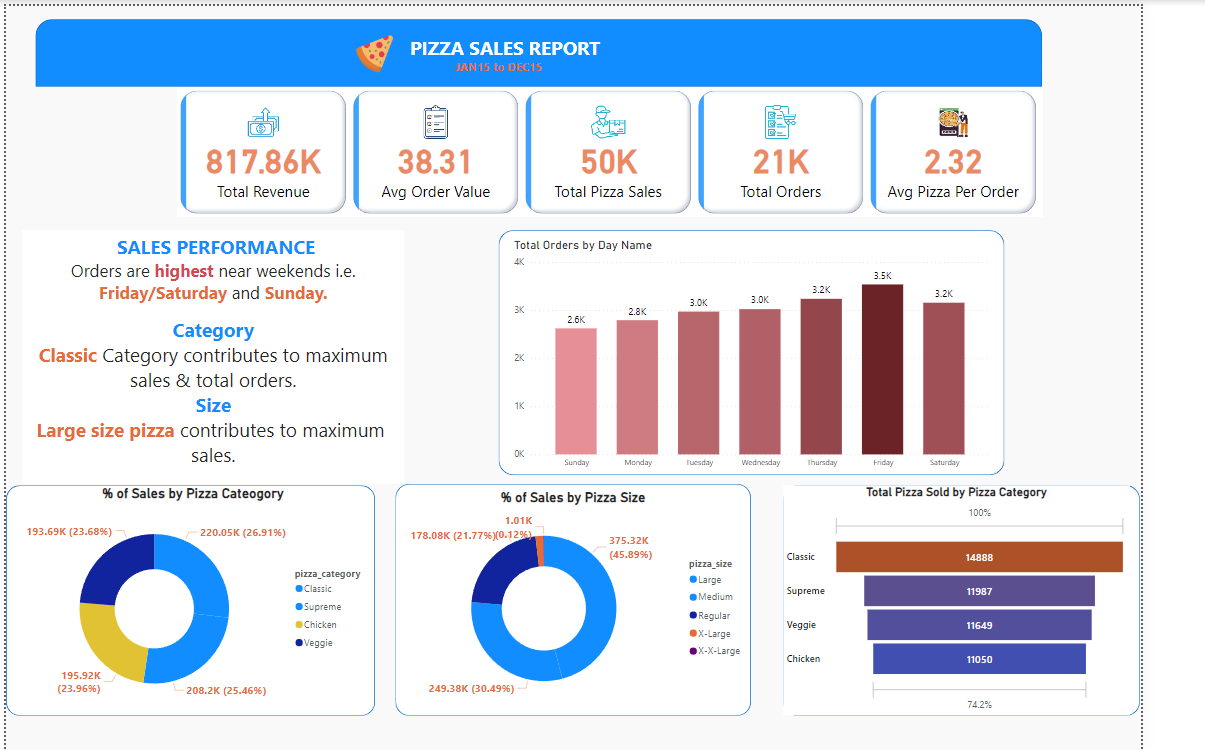 PIZZA SALES REPORT
JAN15 to DEC15
817.86K
Total Revenue
38.31
Avg Order Value
50K
Total Pizza Sales
21K
Total Orders
2.32
Avg Pizza Per Order
SALES PERFORMANCE
Orders are highest near weekends i.e.
Friday/Saturday and Sunday.
Category
Classic Category contributes to maximum
sales & total orders.
Size
Large size pizza contributes to maximum
sales.
Total Orders by Day Name
4K
3K
2K
1K
0K
2.6K
2.8K
3.0K
3.0K
3.2K
3.5K
3.2K
Sunday
Monday
Tuesday
Wednesday
Thursday
Friday
Saturday
% of Sales by Pizza Cateogory
193.69K (23.68%)
220.05K (26.91%)
195.92K
(23.96%)
208.2K (25.46%)
pizza_category
Classic
Supreme
Chicken
Veggie
% of Sales by Pizza Size
1.01K
(0.12%)
178.08K (21.77%)
375.32K
(45.89%)
249.38K (30.49%)
pizza_size
Large
Medium
Regular
X-Large
X-X-Large
Total Pizza Sold by Pizza Category
100%
Classic
14888
Supreme
11987
Veggie
11649
Chicken
11050
74.2%